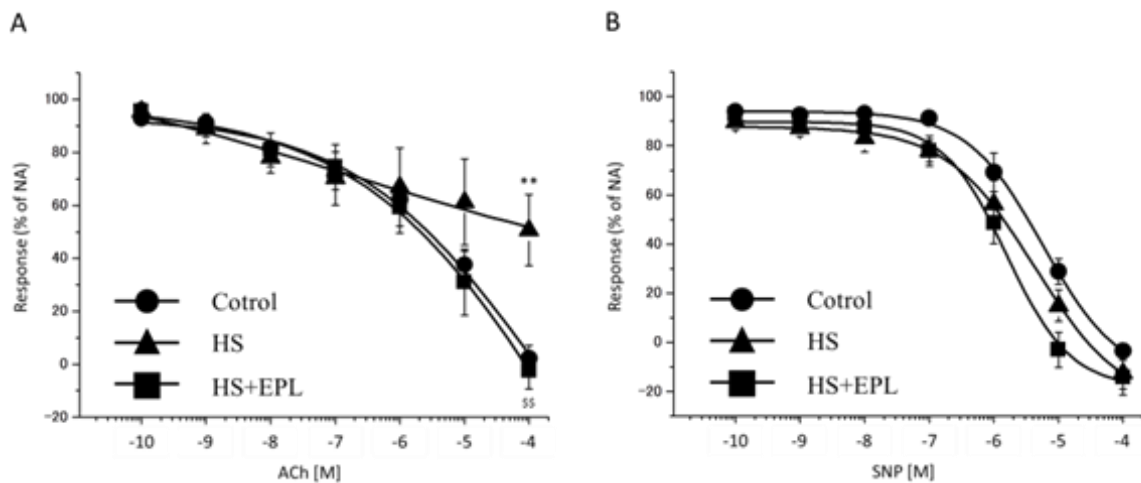 A
Response (% of NA)
100
80
60
40
20
0
−20
**
$$
Cotrol
HS
HS+EPL
-10 -9 -8 -7 -6 -5 -4
ACh [M]
B
Response (% of NA)
100
80
60
40
20
0
−20
Cotrol
HS
HS+EPL
-10 -9 -8 -7 -6 -5 -4
SNP [M]